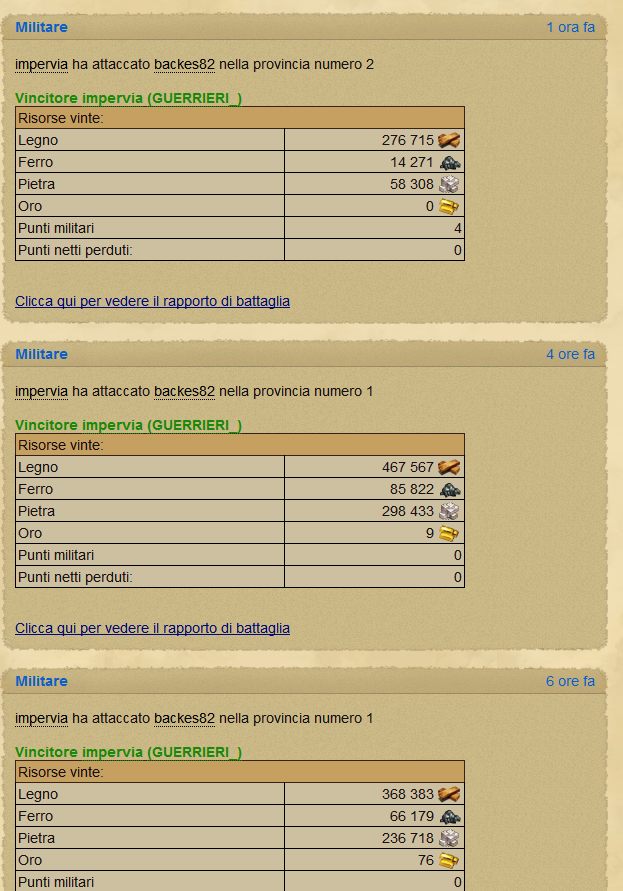 Militare 1 ora fa
impervia ha attaccato backes82 nella provincia numero 2
Vincitore impervia (GUERRIERI_)
Risorse vinte:
Legno 276 715
Ferro 14 271
Pietra 58 308
Oro 0
Punti militari 4
Punti netti perduti: 0
Clicca qui per vedere il rapporto di battaglia
Militare 4 ore fa
impervia ha attaccato backes82 nella provincia numero 1
Vincitore impervia (GUERRIERI_)
Risorse vinte:
Legno 467 567
Ferro 85 822
Pietra 298 433
Oro 9
Punti militari 0
Punti netti perduti: 0
Clicca qui per vedere il rapporto di battaglia
Militare 6 ore fa
impervia ha attaccato backes82 nella provincia numero 1
Vincitore impervia (GUERRIERI_)
Risorse vinte:
Legno 368 383
Ferro 66 179
Pietra 236 718
Oro 76
Punti militari 0